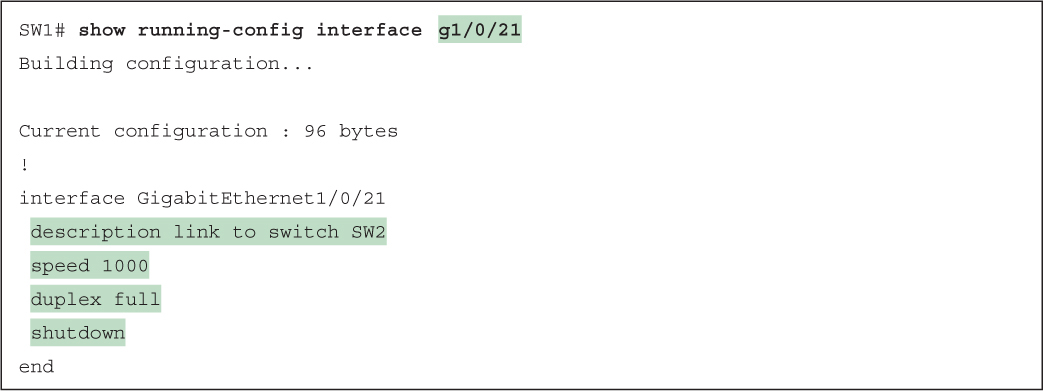 SW1# show running-config interface g1/0/21
Building configuration...
Current configuration : 96 bytes
!
interface GigabitEthernet1/0/21
description link to switch SW2
speed 1000
duplex full
shutdown
end